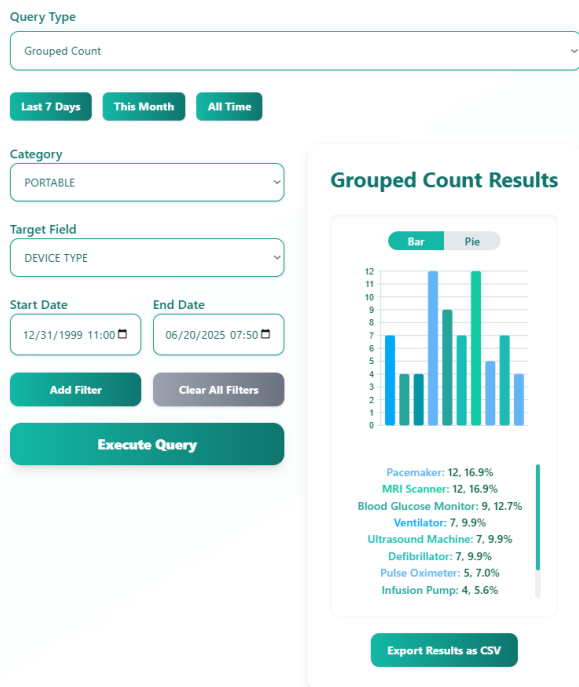 Query Type
Grouped Count
Last 7 Days
This Month
All Time
Category
PORTABLE
Target Field
DEVICE TYPE
Start Date
End Date
12/31/1999 11:00
06/20/2025 07:50
Add Filter
Clear All Filters
Execute Query
Grouped Count Results
Bar
Pie
12
11
10
9
8
7
6
5
4
3
2
1
0
Pacemaker: 12, 16.9%
MRI Scanner: 12, 16.9%
Blood Glucose Monitor: 9, 12.7%
Ventilator: 7, 9.9%
Ultrasound Machine: 7, 9.9%
Defibrillator: 7, 9.9%
Pulse Oximeter: 5, 7.0%
Infusion Pump: 4, 5.6%
Export Results as CSV